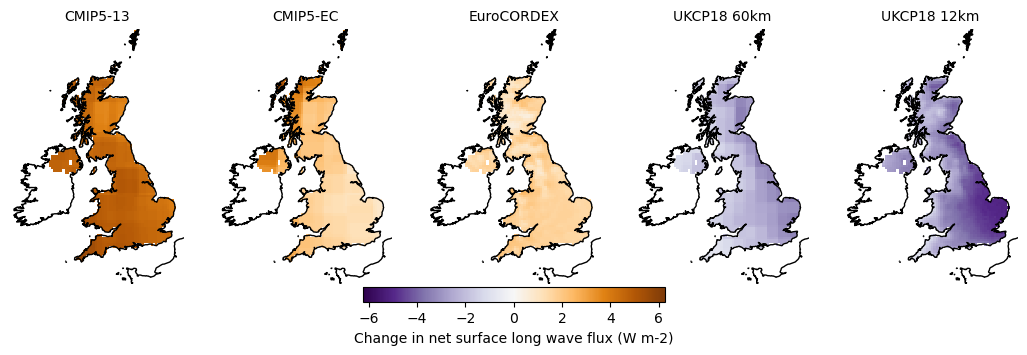 CMIP5-13 CMIP5-EC EuroCORDEX UKCP18 60km UKCP18 12km
−6 −4 −2 0 2 4 6
Change in net surface long wave flux (W m-2)